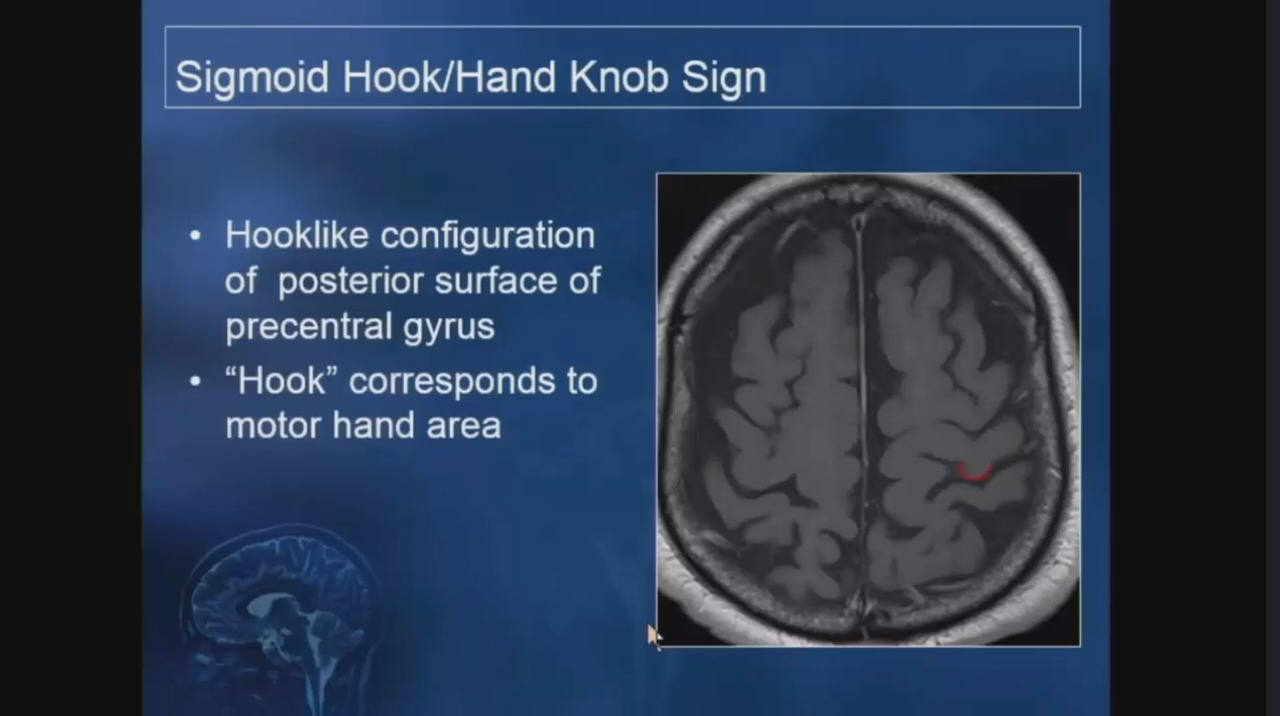 Sigmoid Hook/Hand Knob Sign
• Hooklike configuration
of posterior surface of
precentral gyrus
• “Hook” corresponds to
motor hand area